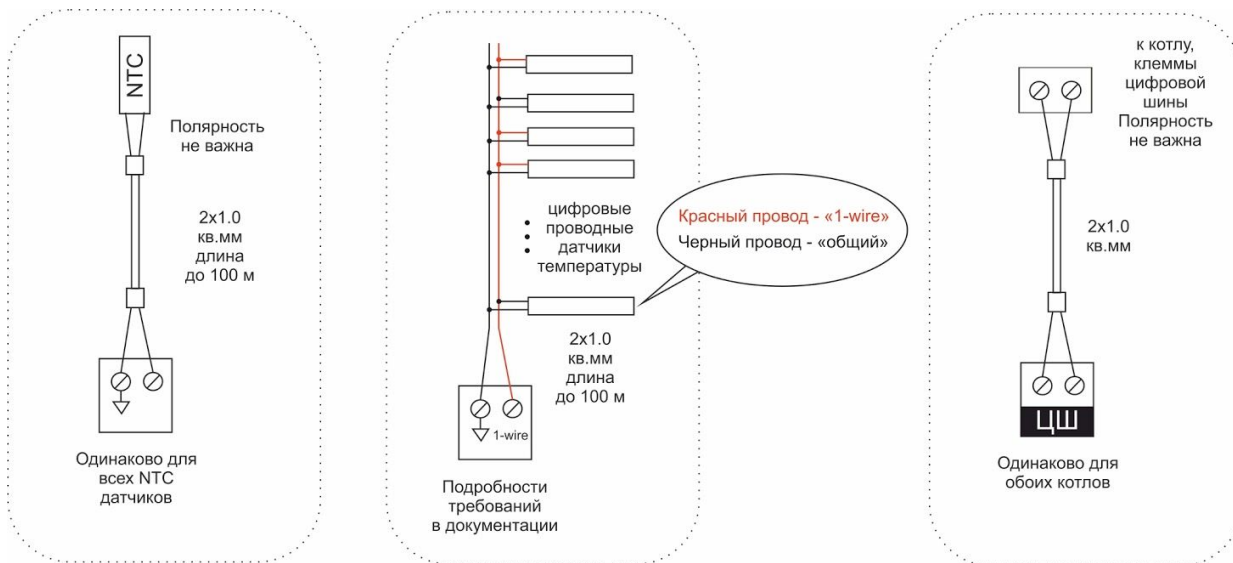 NTC
Полярность
не важна
2x1.0
кв.мм
длина
до 100 м
Одинаково для
всех NTC
датчиков
цифровые
проводные
датчики
температуры
Красный провод - «1-wire»
Черный провод - «общий»
2x1.0
кв.мм
длина
до 100 м
1-wire
Подробности
требований
в документации
к котлу,
клеммы
цифровой
шины
Полярность
не важна
2x1.0
кв.мм
ЦШ
Одинаково для
обоих котлов